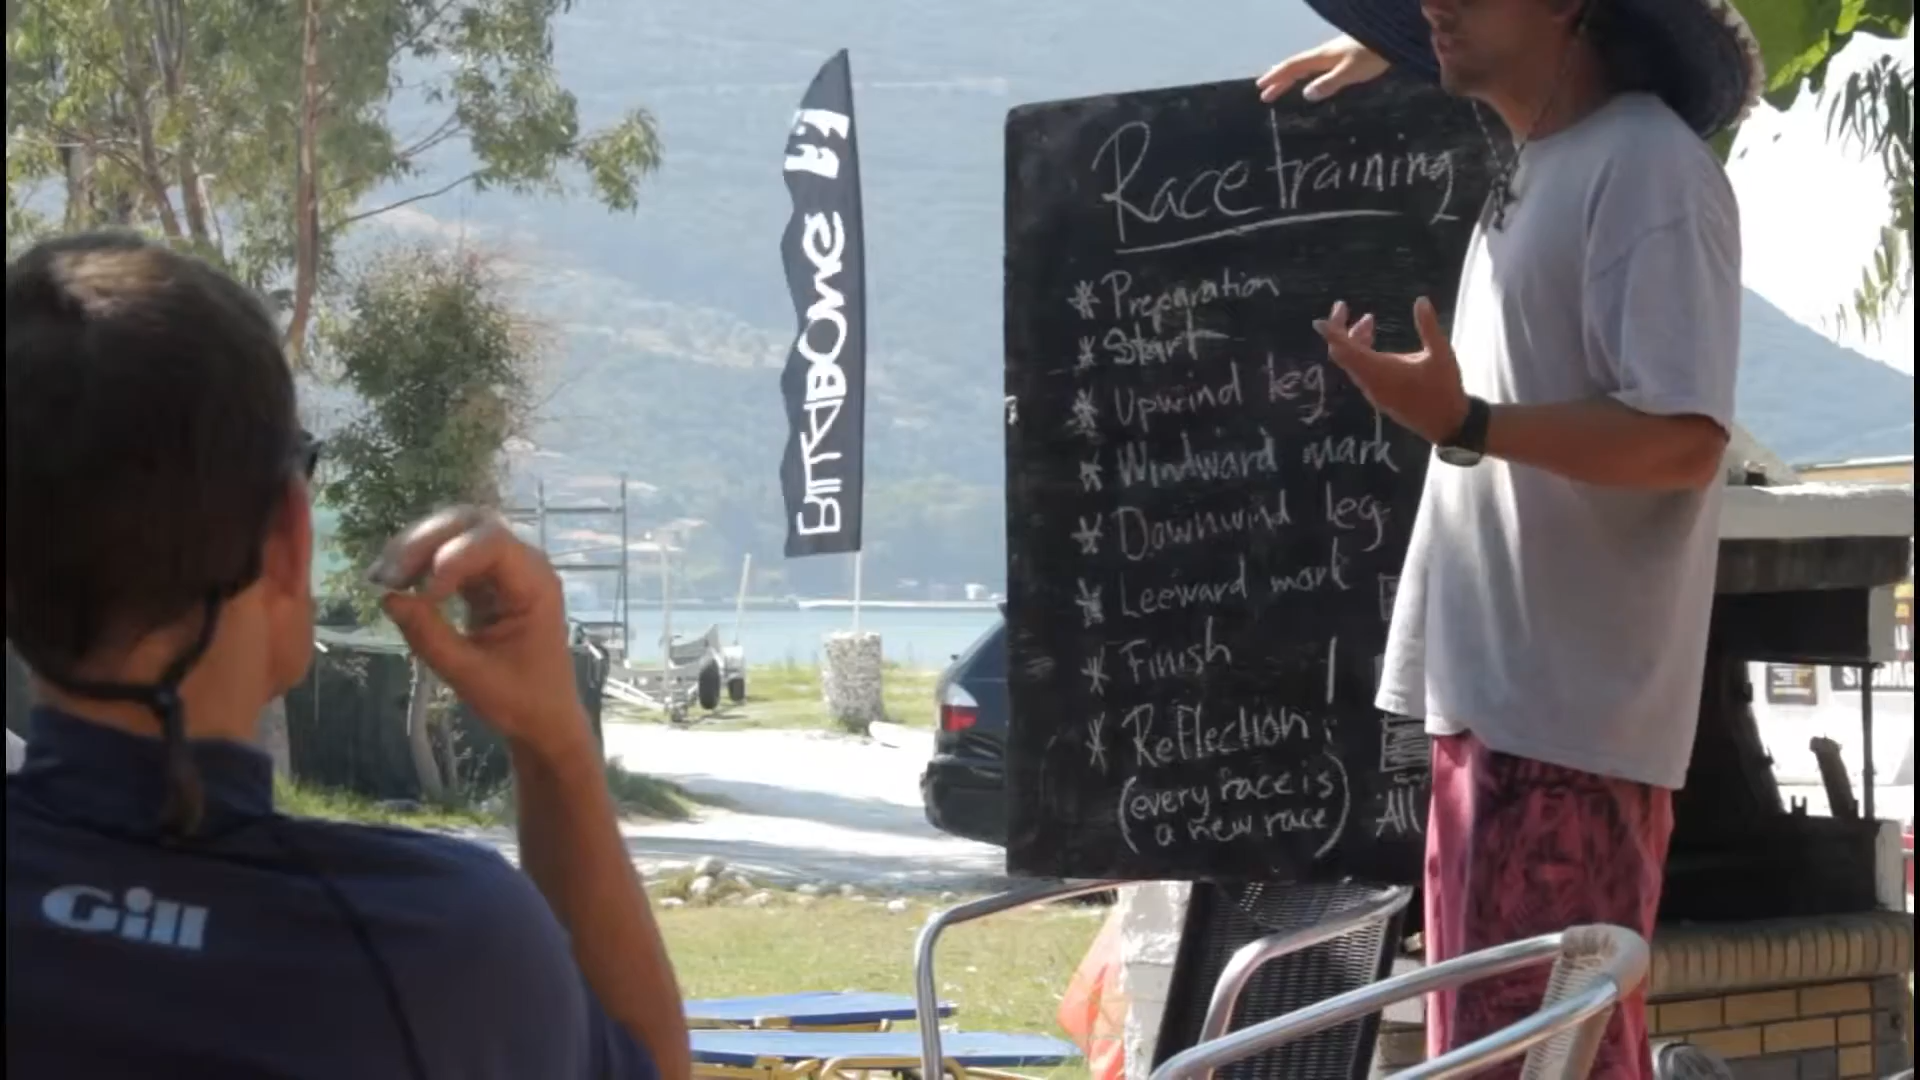 BILLABONG
Race training
* Preparation
* Start
* Upwind leg
* Windward mark
* Downwind leg
* Leeward mark
* Finish
* Reflection:
(every race is
a new race)
All
Gill